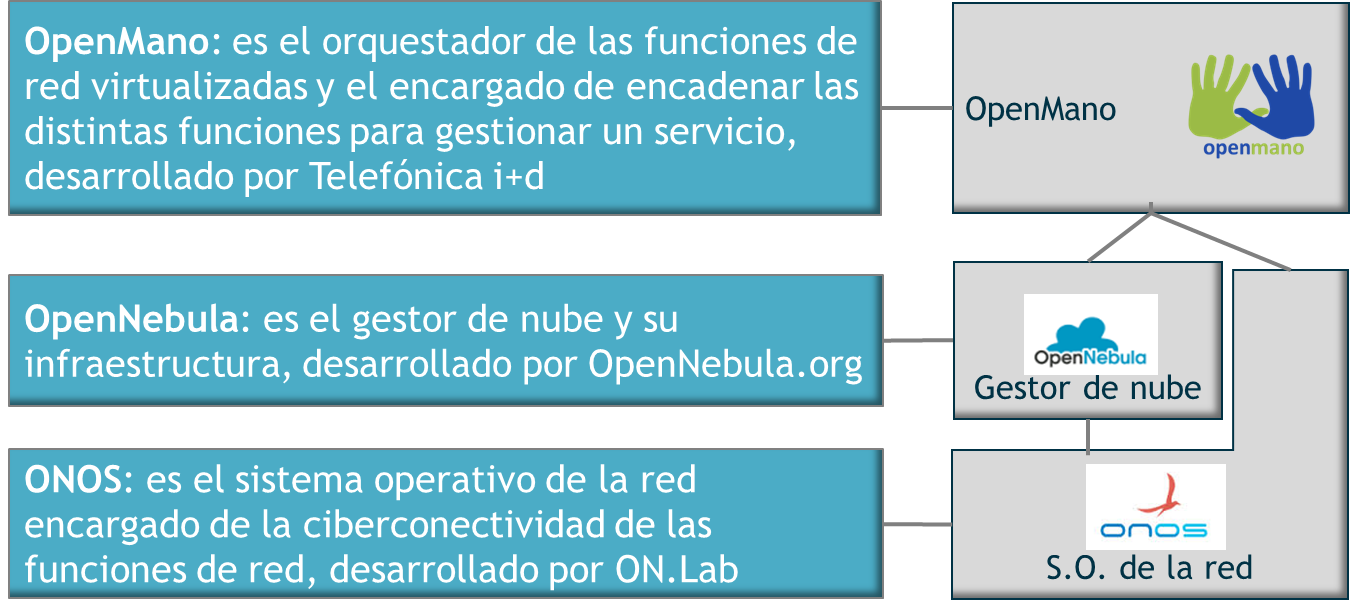 OpenMano: es el orquestador de las funciones de
red virtualizadas y el encargado de encadenar las
distintas funciones para gestionar un servicio,
desarrollado por Telefónica i+d
OpenMano
openmano
OpenNebula: es el gestor de nube y su
infraestructura, desarrollado por OpenNebula.org
OpenNebula
Gestor de nube
ONOS: es el sistema operativo de la red
encargado de la ciberconectividad de las
funciones de red, desarrollado por ON.Lab
onos
S.O. de la red